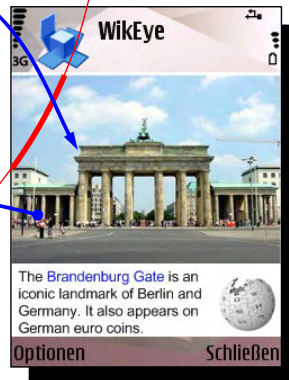 WikEye
3G
The Brandenburg Gate is an
iconic landmark of Berlin and
Germany. It also appears on
German euro coins.
Optionen Schließen